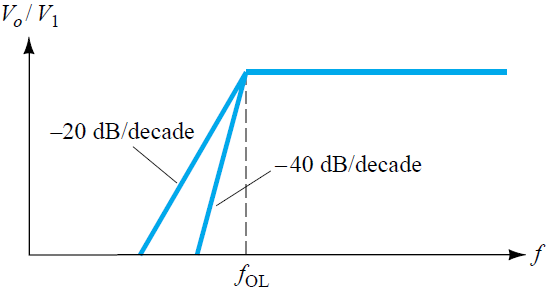 Vo / V1
–20 dB/decade
–40 dB/decade
fOL
f